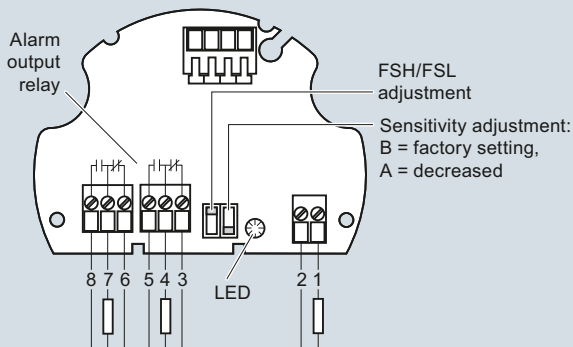 Alarm
output
relay
FSH/FSL
adjustment
Sensitivity adjustment:
B = factory setting,
A = decreased
8 7 6 5 4 3 2 1
LED